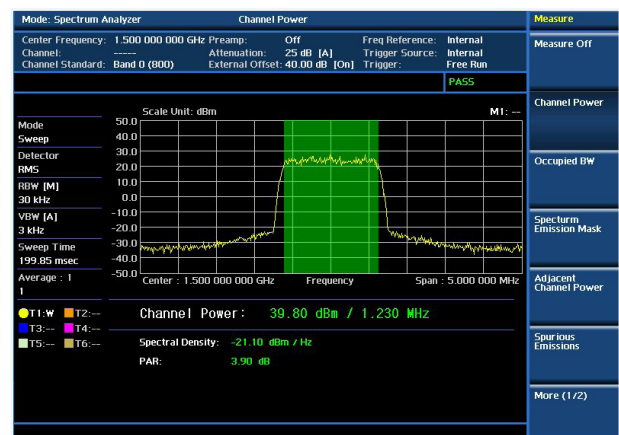 Mode: Spectrum Analyzer Channel Power Measure
Center Frequency: 1.500 000 000 GHz Preamp: Off Freq Reference: Internal
Channel: ----- Attenuation: 25 dB [A] Trigger Source: Internal
Channel Standard: Band 0 (800) External Offset: 40.00 dB [On] Trigger: Free Run
Measure Off
PASS
Scale Unit: dBm M1: --
Channel Power
Mode
Sweep
Detector
RMS
RBW [M]
30 kHz
VBW [A]
3 kHz
Sweep Time
199.85 msec
Average : 1
1
50.0
40.0
30.0
20.0
10.0
0.0
-10.0
-20.0
-30.0
-40.0
-50.0
Center : 1.500 000 000 GHz Frequency Span : 5.000 000 MHz
Occupied BW
Specturm
Emission Mask
Adjacent
Channel Power
T1:W T2:--
T3:-- T4:--
T5:-- T6:--
Channel Power: 39.80 dBm / 1.230 MHz
Spectral Density: -21.10 dBm / Hz
PAR: 3.90 dB
Spurious
Emissions
More (1/2)